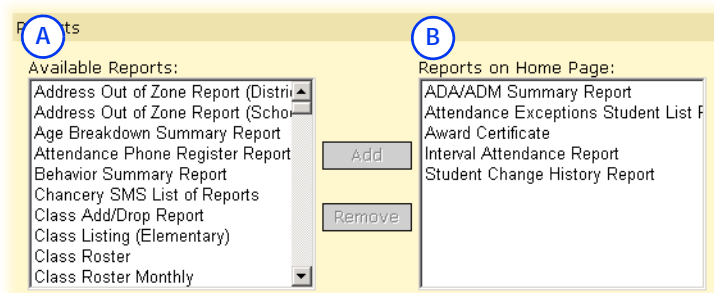 A
B
Available Reports:
Reports on Home Page:
Address Out of Zone Report (Distri
Address Out of Zone Report (Schoo
Age Breakdown Summary Report
Attendance Phone Register Report
Behavior Summary Report
Chancery SMS List of Reports
Class Add/Drop Report
Class Listing (Elementary)
Class Roster
Class Roster Monthly
Add
Remove
ADA/ADM Summary Report
Attendance Exceptions Student List
Award Certificate
Interval Attendance Report
Student Change History Report